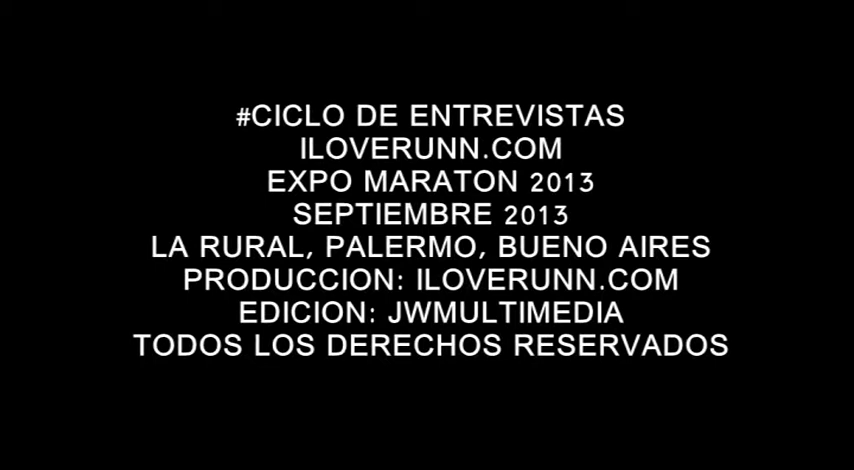 #CICLO DE ENTREVISTAS
ILOVERUNN.COM
EXPO MARATON 2013
SEPTIEMBRE 2013
LA RURAL, PALERMO, BUENO AIRES
PRODUCCION: ILOVERUNN.COM
EDICION: JWMULTIMEDIA
TODOS LOS DERECHOS RESERVADOS